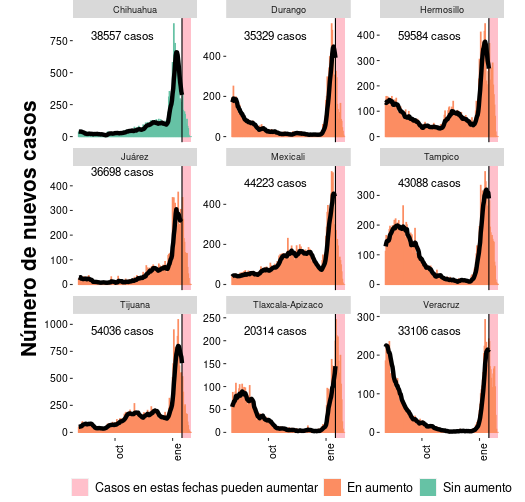 Número de nuevos casos
Chihuahua
Durango
Hermosillo
38557 casos
35329 casos
59584 casos
750
500
250
0
400
200
0
400
300
200
100
0
Juárez
Mexicali
Tampico
36698 casos
44223 casos
43088 casos
400
300
200
100
0
400
200
0
300
200
100
0
Tijuana
Tlaxcala-Apizaco
Veracruz
54036 casos
20314 casos
33106 casos
1000
750
500
250
0
250
200
150
100
50
0
300
200
100
0
oct
ene
oct
ene
oct
ene
Casos en estas fechas pueden aumentar
En aumento
Sin aumento